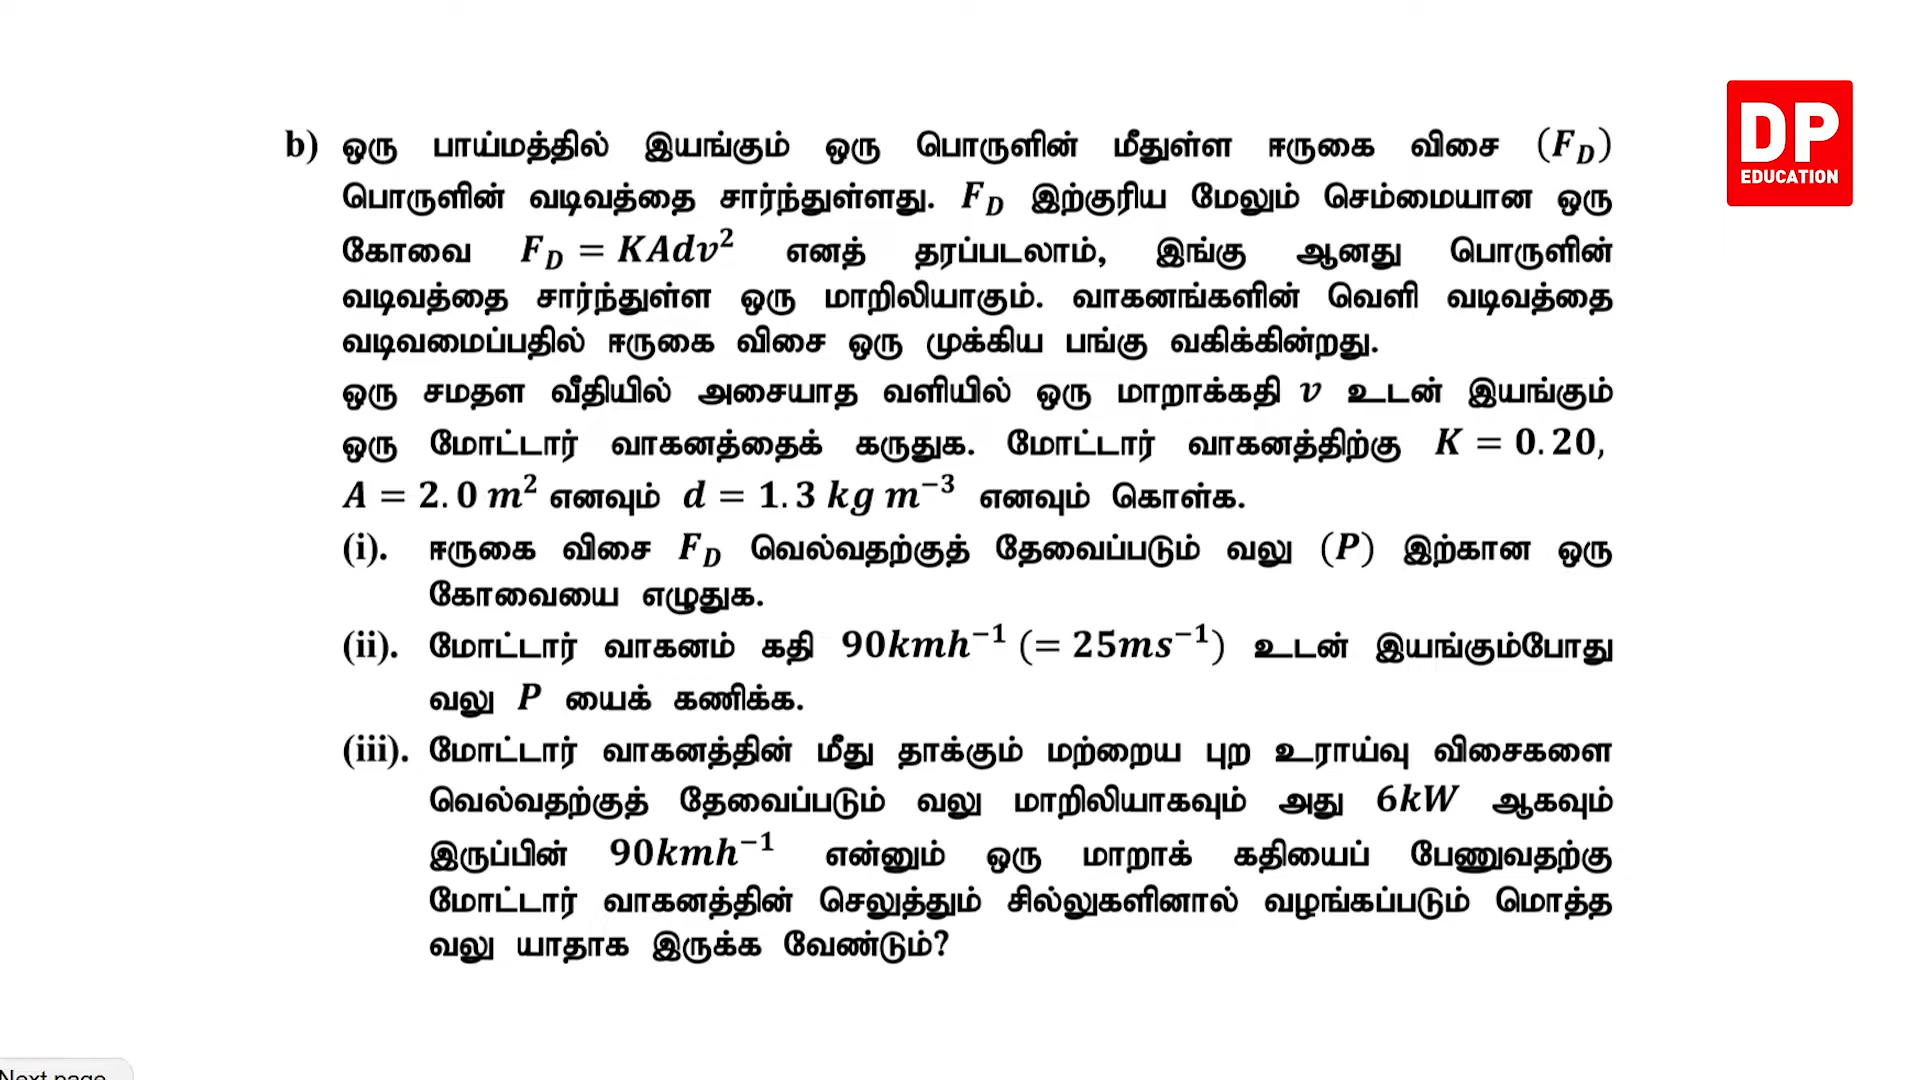 DP
EDUCATION
b) ஒரு பாய்மத்தில் இயங்கும் ஒரு பொருளின் மீதுள்ள ஈருகை விசை (F_D)
பொருளின் வடிவத்தை சார்ந்துள்ளது. F_D இற்குரிய மேலும் செம்மையான ஒரு
கோவை F_D = KAdv² எனத் தரப்படலாம், இங்கு ஆனது பொருளின்
வடிவத்தை சார்ந்துள்ள ஒரு மாறிலியாகும். வாகனங்களின் வெளி வடிவத்தை
வடிவமைப்பதில் ஈருகை விசை ஒரு முக்கிய பங்கு வகிக்கின்றது.
ஒரு சமதள வீதியில் அசையாத வளியில் ஒரு மாறாக்கதி v உடன் இயங்கும்
ஒரு மோட்டார் வாகனத்தைக் கருதுக. மோட்டார் வாகனத்திற்கு K = 0.20,
A = 2.0 m² எனவும் d = 1.3 kg m⁻³ எனவும் கொள்க.
(i). ஈருகை விசை F_D வெல்வதற்குத் தேவைப்படும் வலு (P) இற்கான ஒரு
கோவையை எழுதுக.
(ii). மோட்டார் வாகனம் கதி 90kmh⁻¹ (= 25ms⁻¹) உடன் இயங்கும்போது
வலு P யைக் கணிக்க.
(iii). மோட்டார் வாகனத்தின் மீது தாக்கும் மற்றைய புற உராய்வு விசைகளை
வெல்வதற்குத் தேவைப்படும் வலு மாறிலியாகவும் அது 6kW ஆகவும்
இருப்பின் 90kmh⁻¹ என்னும் ஒரு மாறாக் கதியைப் பேணுவதற்கு
மோட்டார் வாகனத்தின் செலுத்தும் சில்லுகளினால் வழங்கப்படும் மொத்த
வலு யாதாக இருக்க வேண்டும்?
Next page